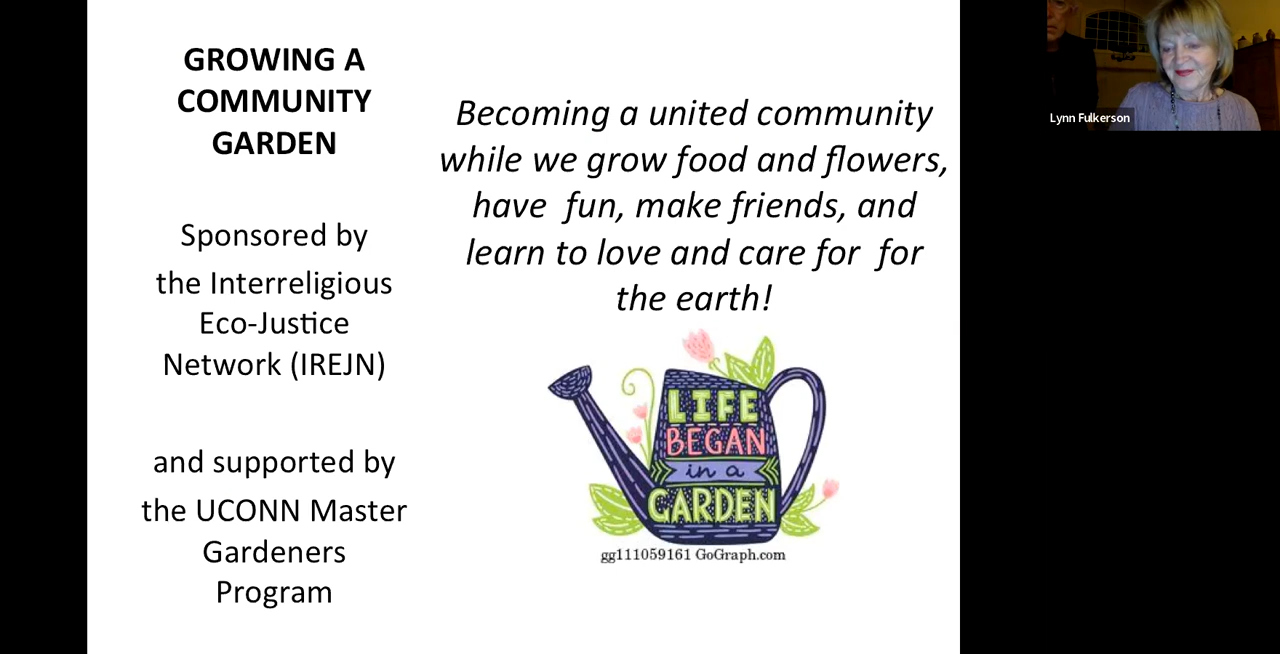 GROWING A
COMMUNITY
GARDEN
Sponsored by
the Interreligious
Eco-Justice
Network (IREJN)
and supported by
the UCONN Master
Gardeners
Program
Becoming a united community
while we grow food and flowers,
have  fun, make friends, and
learn to love and care for  for
the earth!
LIFE
BEGAN
in a
GARDEN
gg111059161 GoGraph.com
Lynn Fulkerson